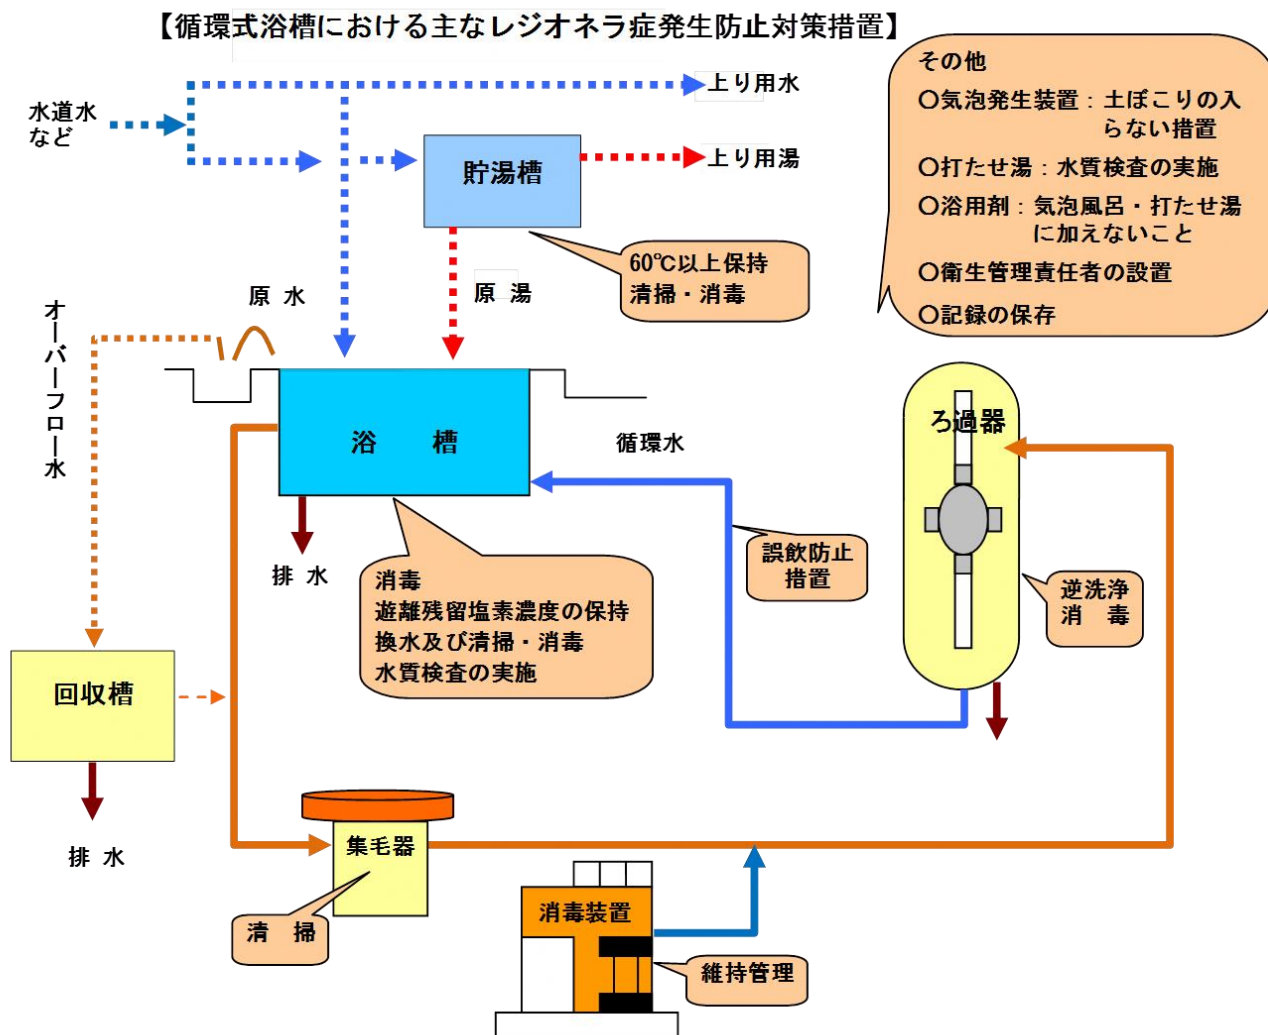 【循環式浴槽における主なレジオネラ症発生防止対策措置】
その他
○気泡発生装置：土ぼこりの入
らない措置
○打たせ湯：水質検査の実施
○浴用剤：気泡風呂・打たせ湯
に加えないこと
○衛生管理責任者の設置
○記録の保存
水道水
など
上り用水
貯湯槽
上り用湯
60℃以上保持
清掃・消毒
原 水
原 湯
オーバーフロー水
浴 槽
循環水
ろ過器
排 水
消毒
遊離残留塩素濃度の保持
換水及び清掃・消毒
水質検査の実施
誤飲防止
措置
逆洗浄
消 毒
回収槽
排 水
集毛器
清 掃
消毒装置
維持管理